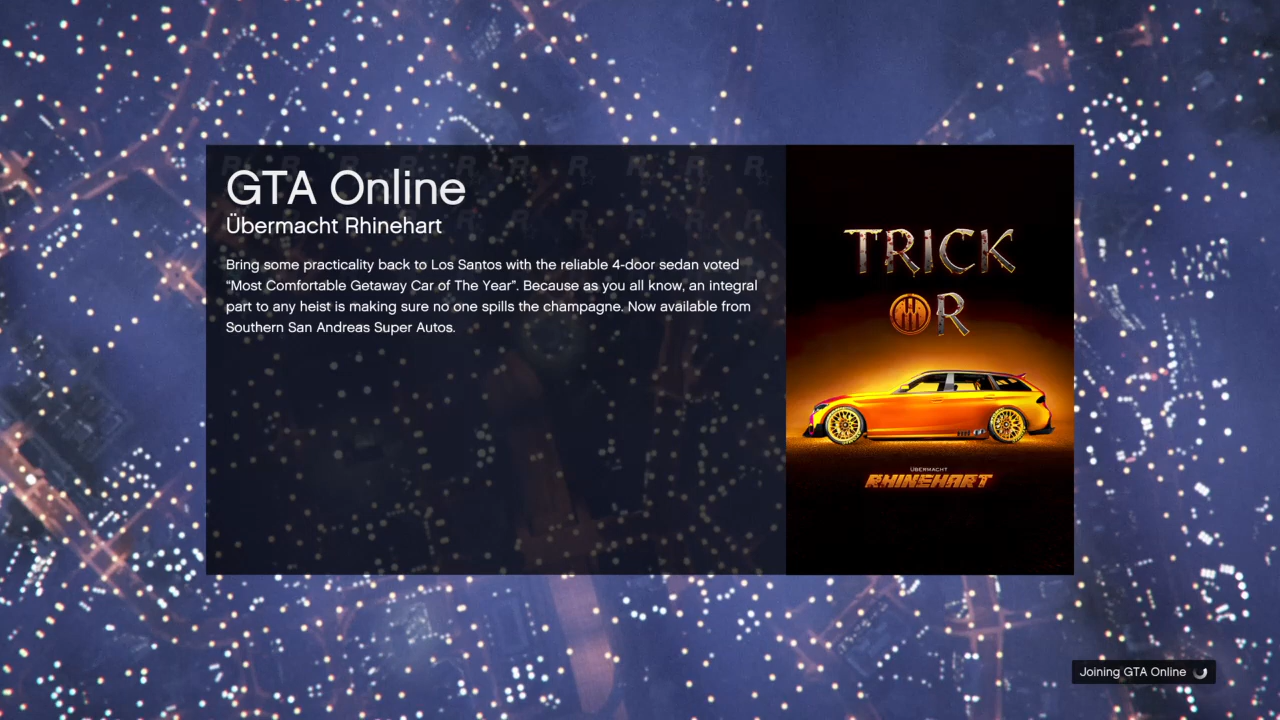 GTA Online
Übermacht Rhinehart
Bring some practicality back to Los Santos with the reliable 4-door sedan voted
“Most Comfortable Getaway Car of The Year”. Because as you all know, an integral
part to any heist is making sure no one spills the champagne. Now available from
Southern San Andreas Super Autos.
TRICK
OR
ÜBERMACHT
RHINEHART
Joining GTA Online